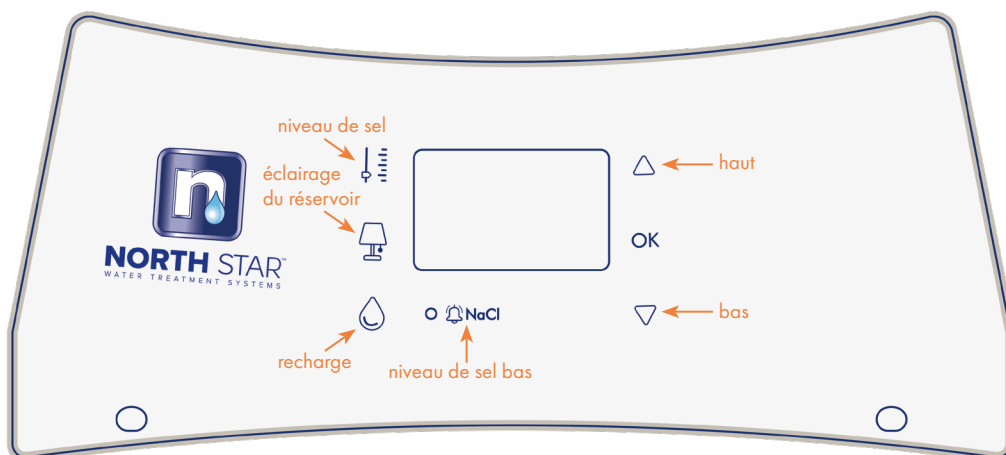 niveau de sel
éclairage
du réservoir
haut
OK
NORTH STAR™
WATER TREATMENT SYSTEMS
n
NaCl
bas
recharge
niveau de sel bas